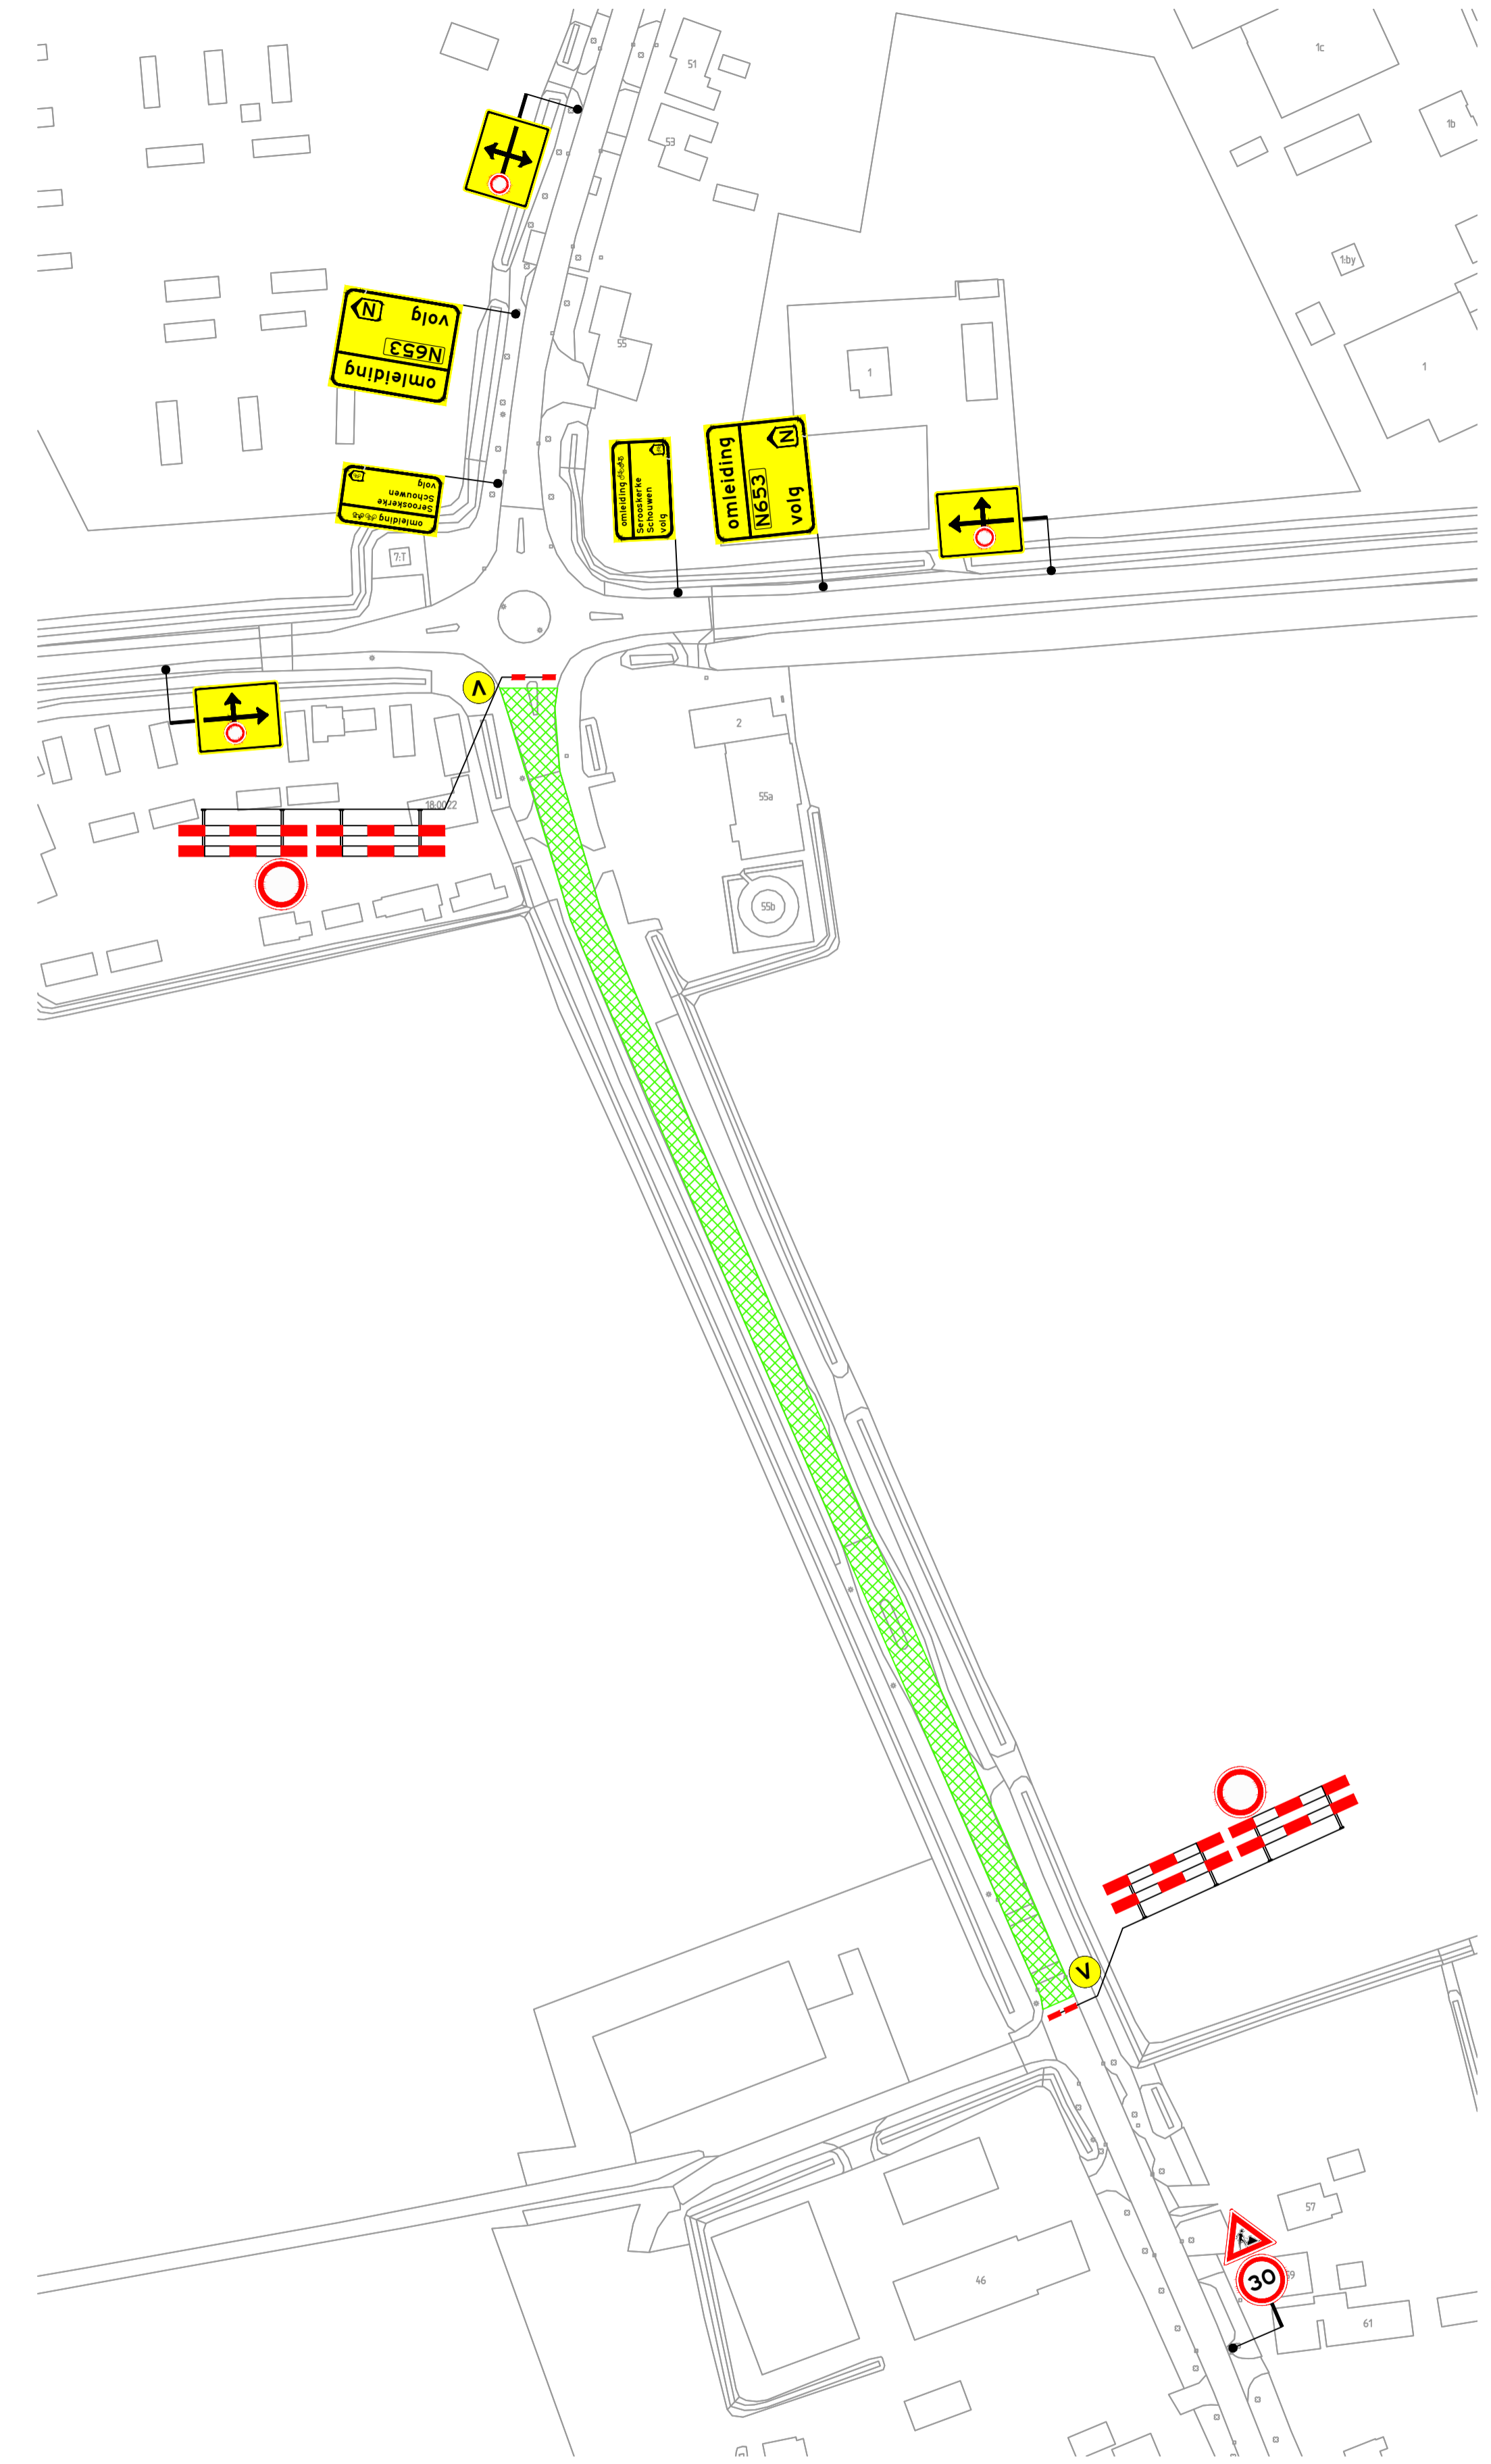 51
53
1c
1b
1:by
55
1
1
N
volg
N653
omleiding
omleiding
N653
volg
N
omleiding
Serooskerke
Schouwen
volg
omleiding
Serooskerke
Schouwen
volg
7:T
V
2
18:0022
55a
55b
V
57
59
30
46
61